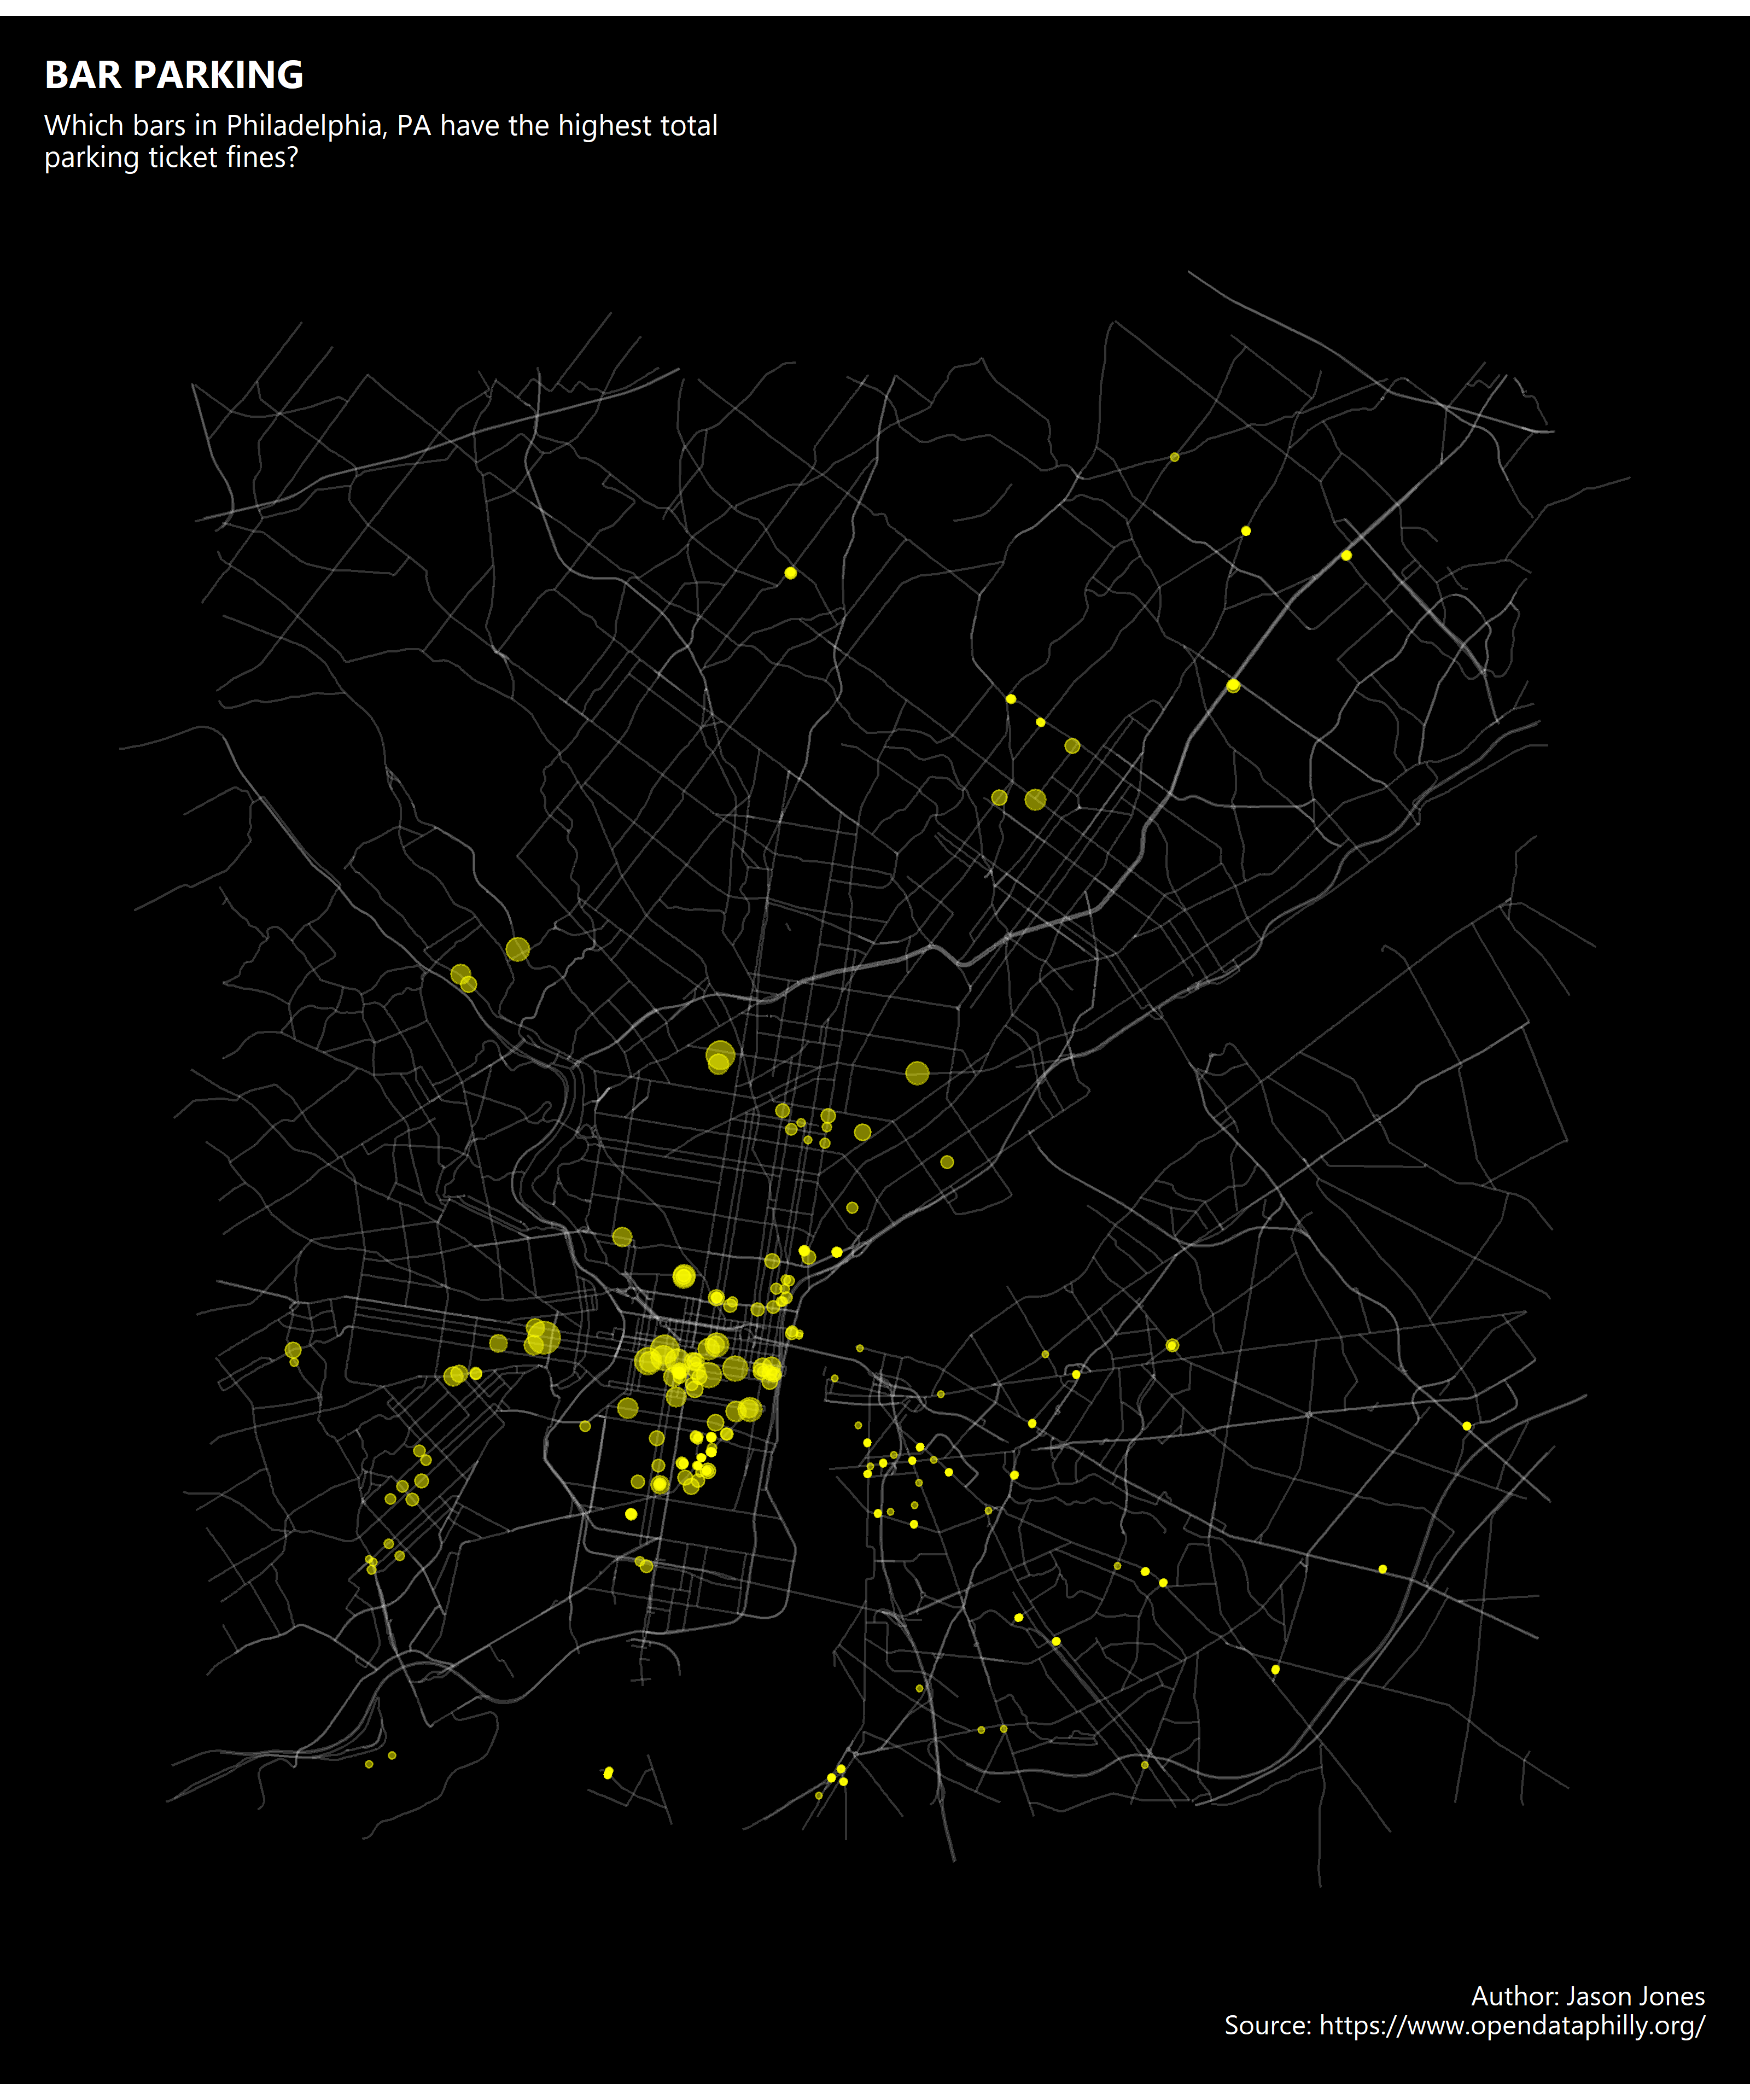 BAR PARKING
Which bars in Philadelphia, PA have the highest total
parking ticket fines?
Author: Jason Jones
Source: https://www.opendataphilly.org/